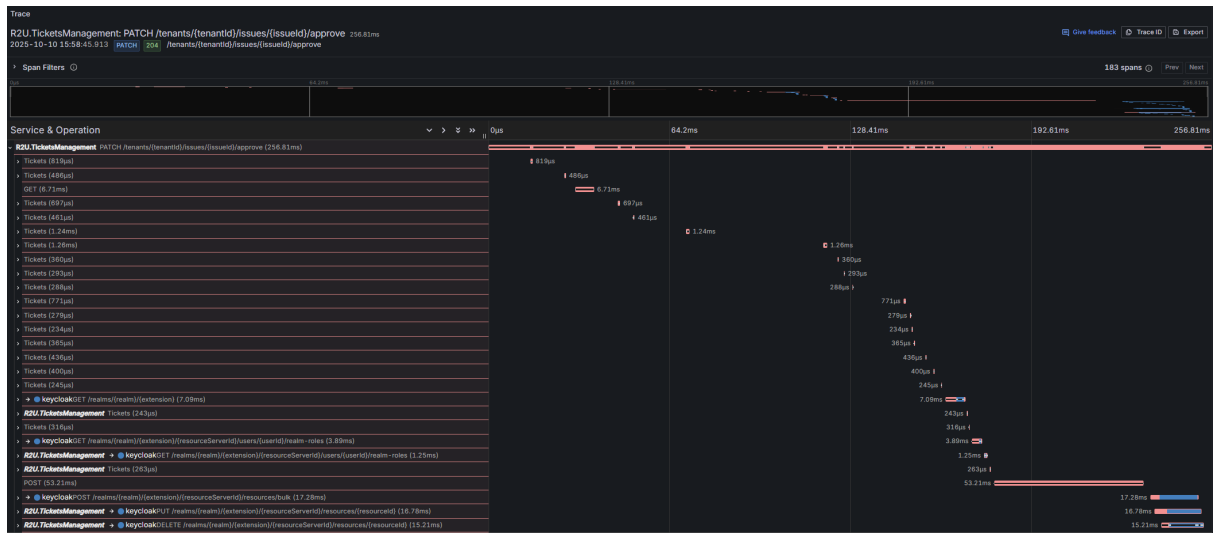 Trace
R2U.TicketsManagement: PATCH /tenants/{tenantId}/issues/{issueId}/approve 256.81ms
Give feedback Trace ID Export
2025-10-10 15:58:45.913 PATCH 204 /tenants/{tenantId}/issues/{issueId}/approve
Span Filters 183 spans Prev Next
0μs 64.2ms 128.41ms 192.61ms 256.81ms
Service & Operation 0μs 64.2ms 128.41ms 192.61ms 256.81ms
R2U.TicketsManagement PATCH /tenants/{tenantId}/issues/{issueId}/approve (256.81ms)
Tickets (819μs) 819μs
Tickets (486μs) 486μs
GET (6.71ms) 6.71ms
Tickets (697μs) 697μs
Tickets (461μs) 461μs
Tickets (1.24ms) 1.24ms
Tickets (1.26ms) 1.26ms
Tickets (360μs) 360μs
Tickets (293μs) 293μs
Tickets (288μs) 288μs
Tickets (771μs) 771μs
Tickets (279μs) 279μs
Tickets (234μs) 234μs
Tickets (365μs) 365μs
Tickets (436μs) 436μs
Tickets (400μs) 400μs
Tickets (245μs) 245μs
keycloak GET /realms/{realm}/{extension} (7.09ms) 7.09ms
R2U.TicketsManagement Tickets (243μs) 243μs
Tickets (316μs) 316μs
keycloak GET /realms/{realm}/{extension}/{resourceServerId}/users/{userId}/realm-roles (3.89ms) 3.89ms
R2U.TicketsManagement keycloak GET /realms/{realm}/{extension}/{resourceServerId}/users/{userId}/realm-roles (1.25ms) 1.25ms
R2U.TicketsManagement Tickets (263μs) 263μs
POST (53.21ms) 53.21ms
keycloak POST /realms/{realm}/{extension}/{resourceServerId}/resources/bulk (17.28ms) 17.28ms
R2U.TicketsManagement keycloak PUT /realms/{realm}/{extension}/{resourceServerId}/resources/{resourceId} (16.78ms) 16.78ms
R2U.TicketsManagement keycloak DELETE /realms/{realm}/{extension}/{resourceServerId}/resources/{resourceId} (15.21ms) 15.21ms